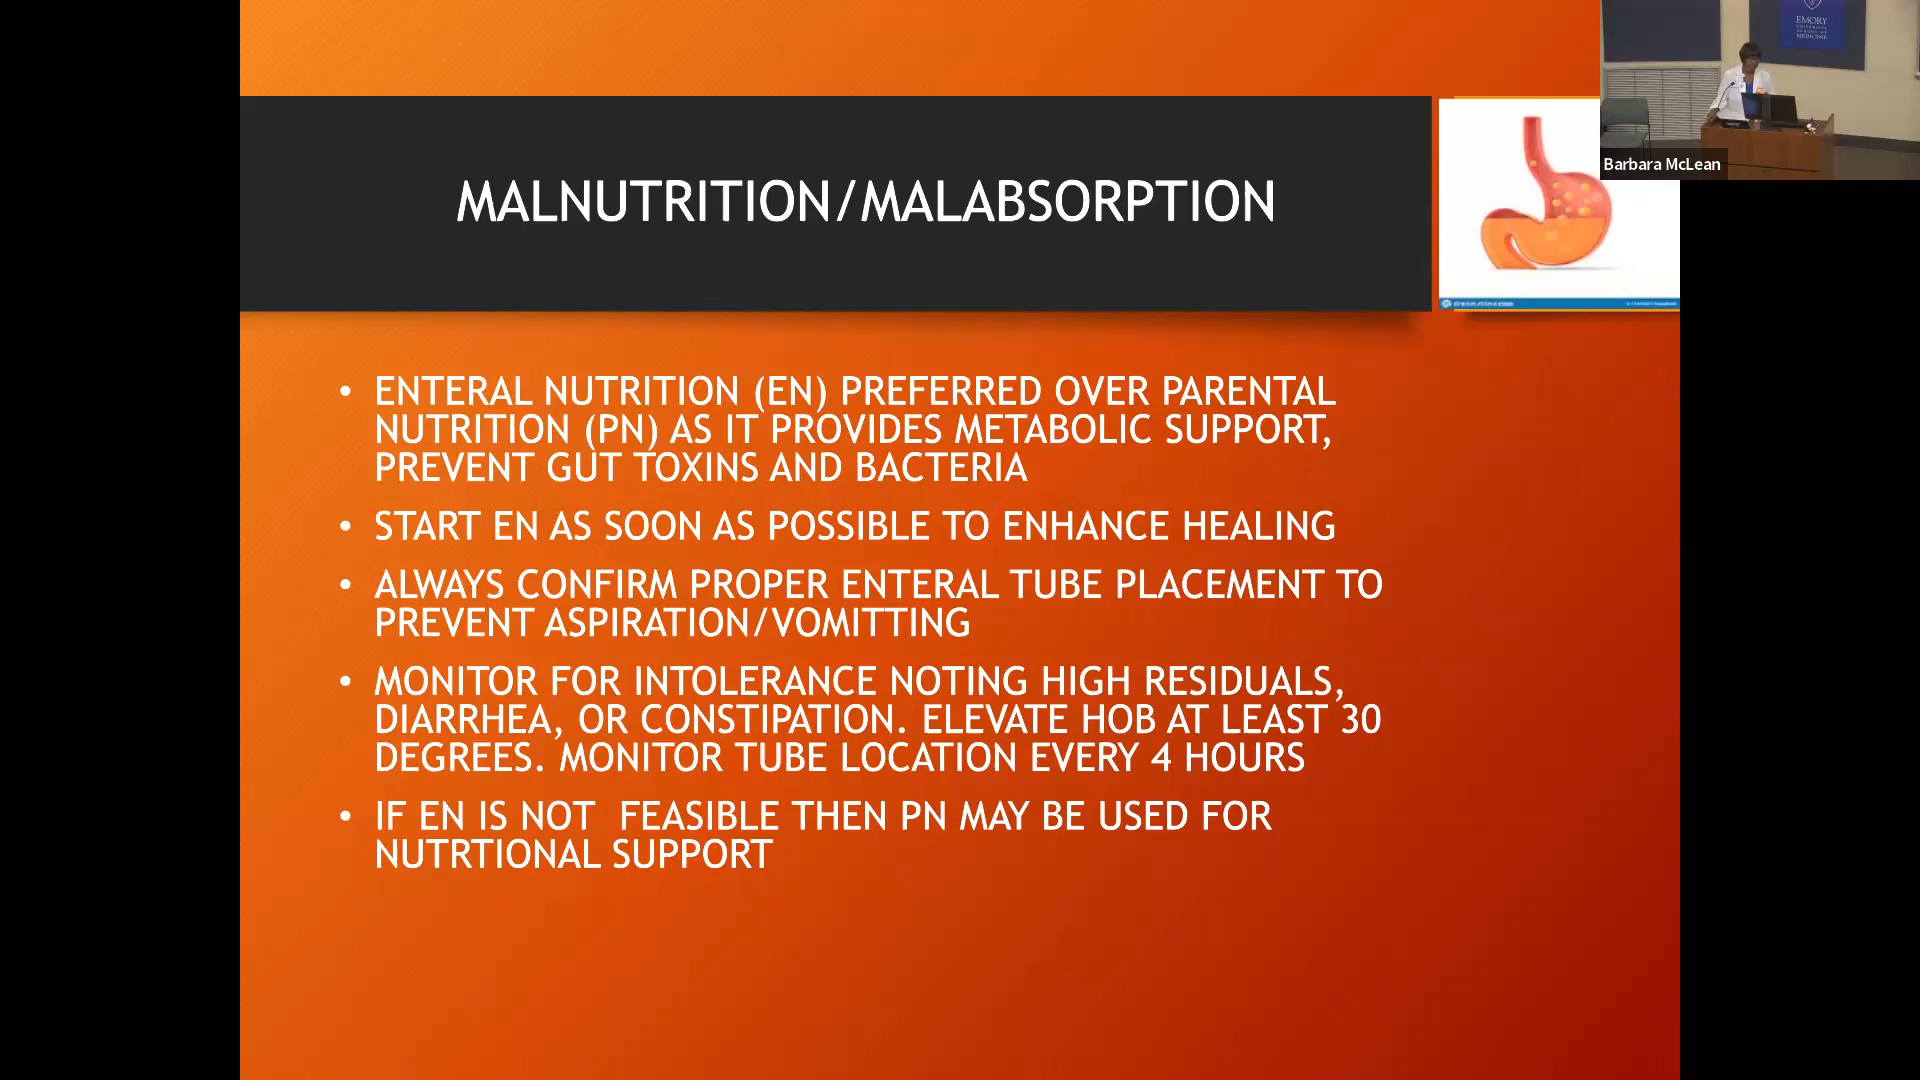 EMORY
UNIVERSITY
SCHOOL OF
MEDICINE
Barbara McLean
MALNUTRITION/MALABSORPTION
• ENTERAL NUTRITION (EN) PREFERRED OVER PARENTAL
NUTRITION (PN) AS IT PROVIDES METABOLIC SUPPORT,
PREVENT GUT TOXINS AND BACTERIA
• START EN AS SOON AS POSSIBLE TO ENHANCE HEALING
• ALWAYS CONFIRM PROPER ENTERAL TUBE PLACEMENT TO
PREVENT ASPIRATION/VOMITTING
• MONITOR FOR INTOLERANCE NOTING HIGH RESIDUALS,
DIARRHEA, OR CONSTIPATION. ELEVATE HOB AT LEAST 30
DEGREES. MONITOR TUBE LOCATION EVERY 4 HOURS
• IF EN IS NOT  FEASIBLE THEN PN MAY BE USED FOR
NUTRTIONAL SUPPORT